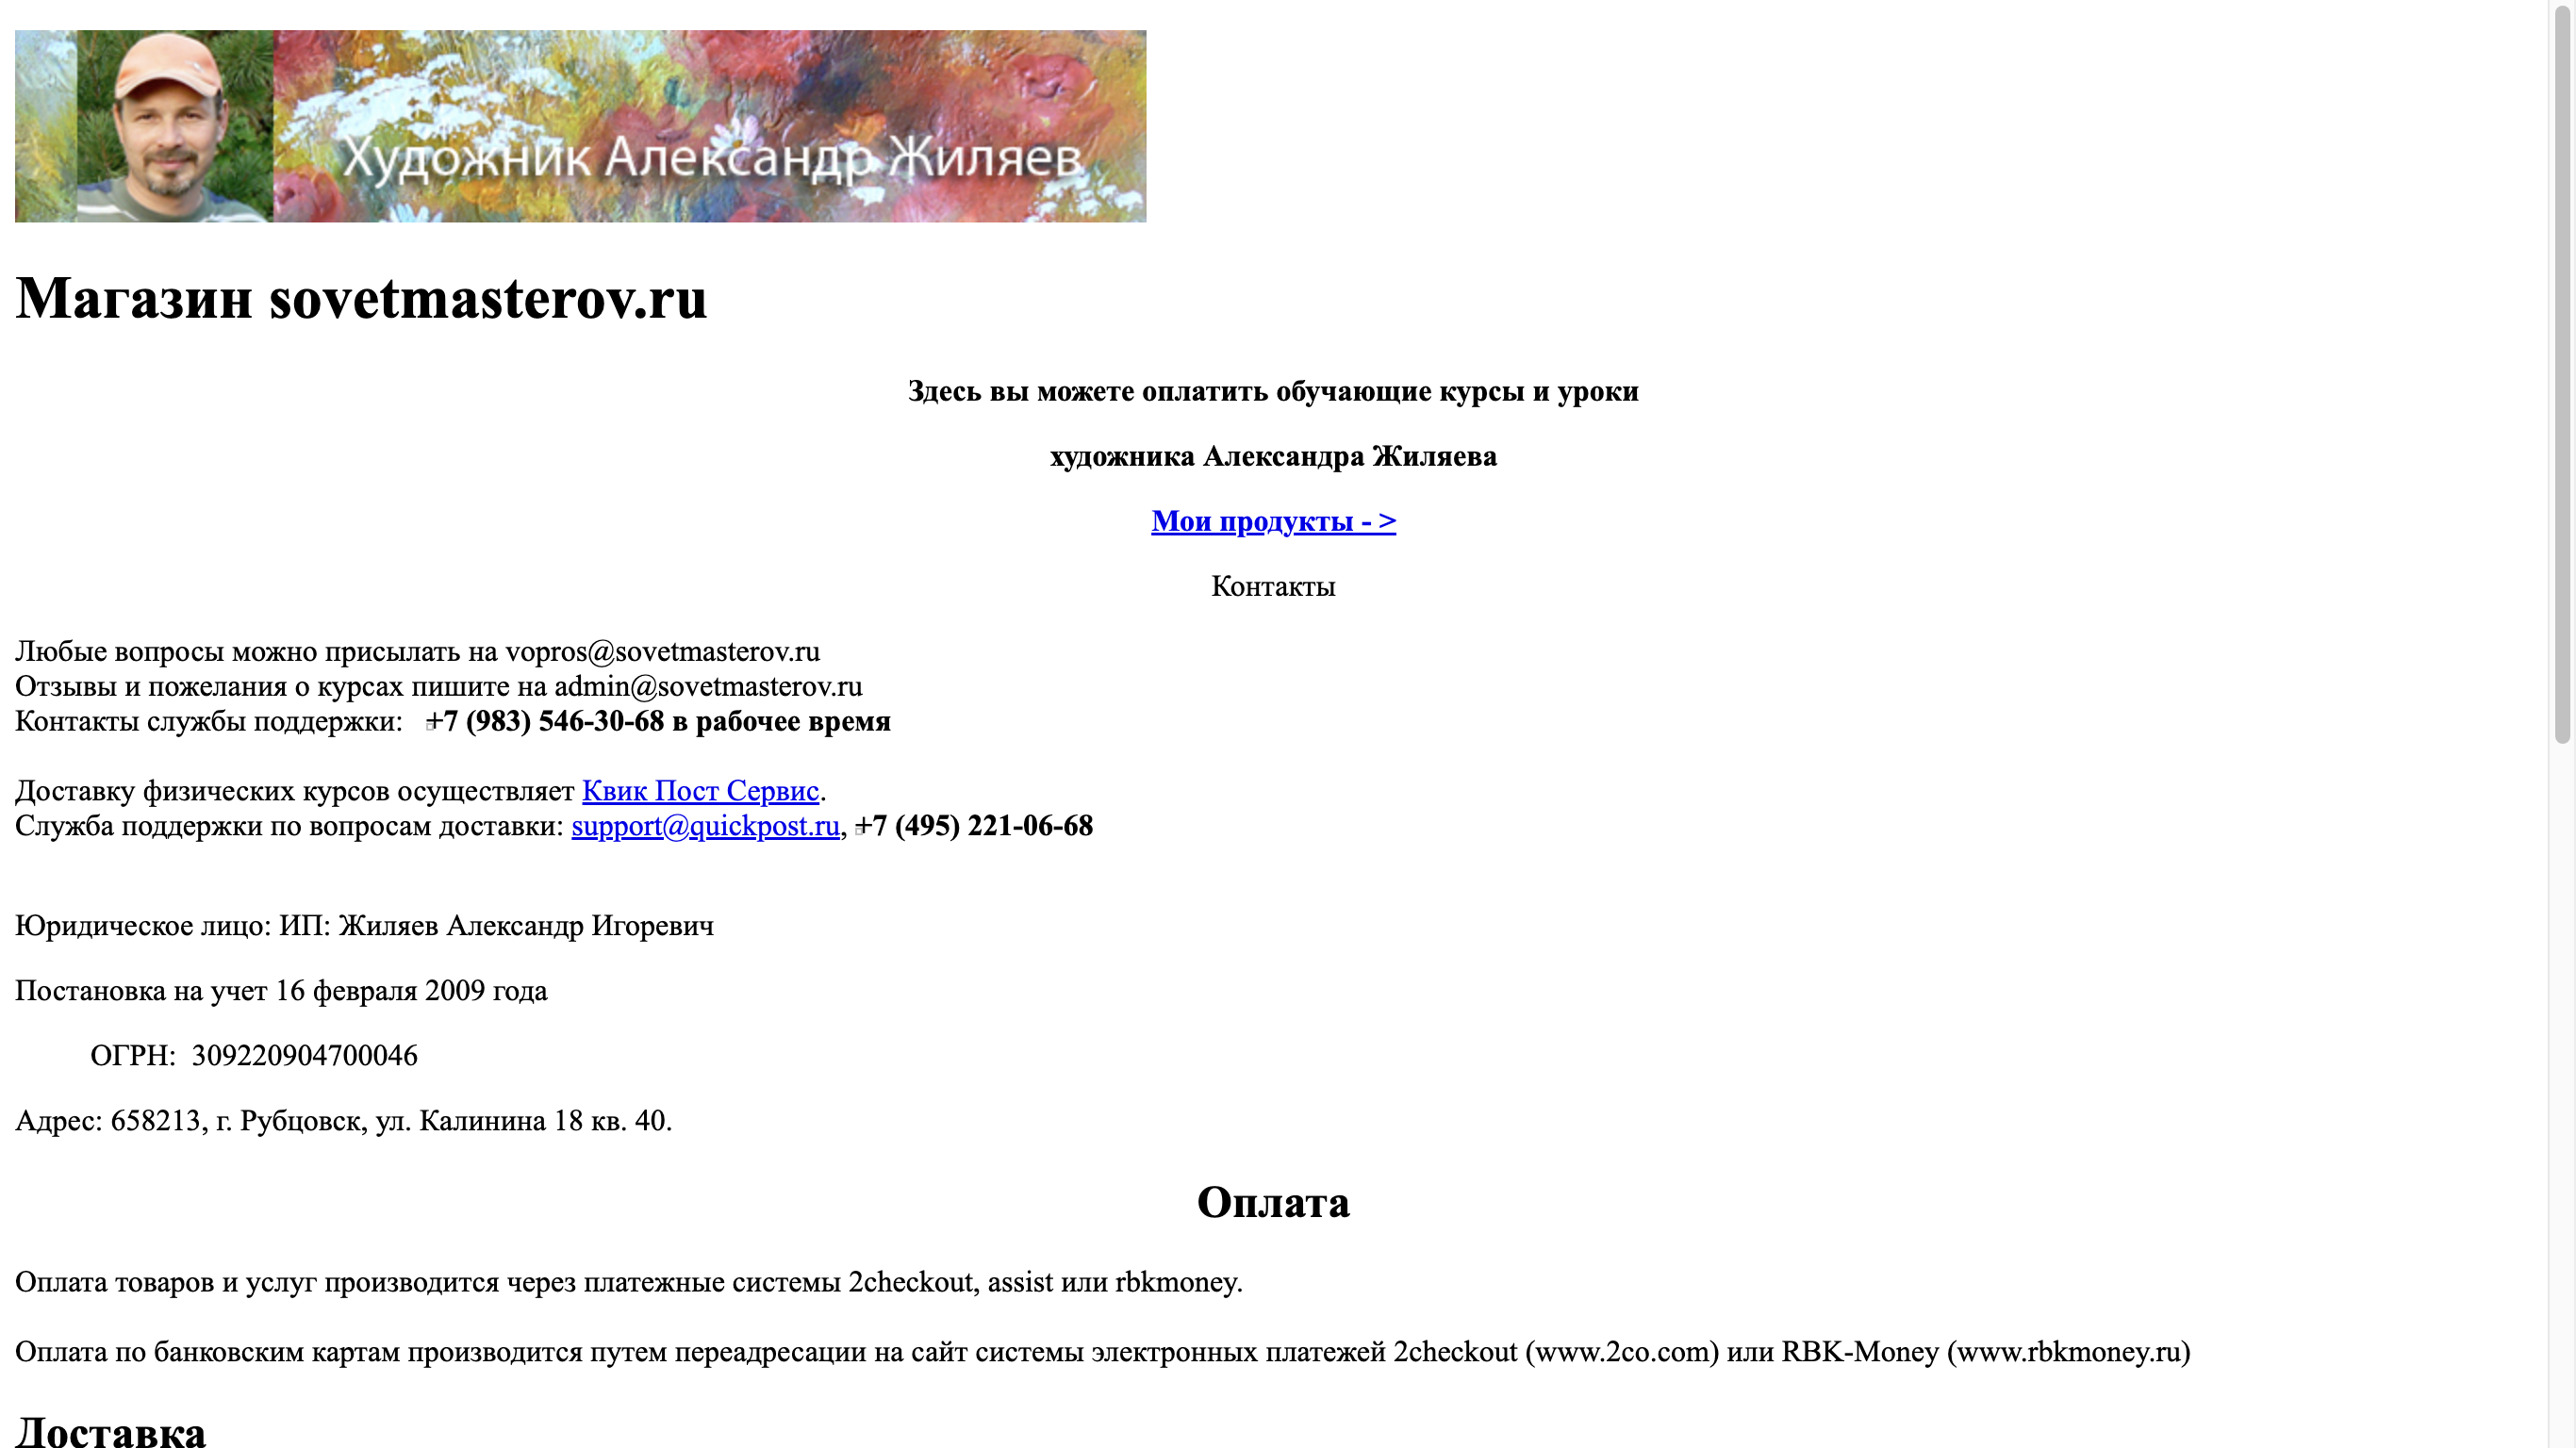 Художник Александр Жиляев
Магазин sovetmasterov.ru
Здесь вы можете оплатить обучающие курсы и уроки
художника Александра Жиляева
Мои продукты - >
Контакты
Любые вопросы можно присылать на vopros@sovetmasterov.ru
Отзывы и пожелания о курсах пишите на admin@sovetmasterov.ru
Контакты службы поддержки: +7 (983) 546-30-68 в рабочее время
Доставку физических курсов осуществляет Квик Пост Сервис.
Служба поддержки по вопросам доставки: support@quickpost.ru, +7 (495) 221-06-68
Юридическое лицо: ИП: Жиляев Александр Игоревич
Постановка на учет 16 февраля 2009 года
ОГРН: 309220904700046
Адрес: 658213, г. Рубцовск, ул. Калинина 18 кв. 40.
Оплата
Оплата товаров и услуг производится через платежные системы 2checkout, assist или rbkmoney.
Оплата по банковским картам производится путем переадресации на сайт системы электронных платежей 2checkout (www.2co.com) или RBK-Money (www.rbkmoney.ru)
Доставка